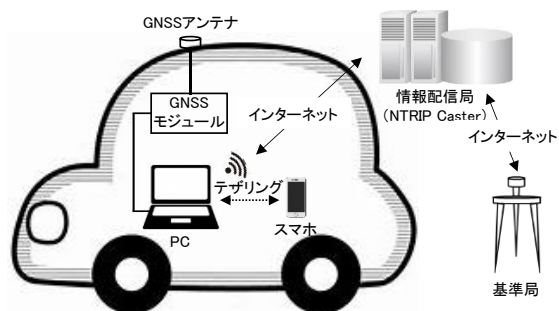 GNSSアンテナ
GNSS
モジュール
インターネット
テザリング
PC
スマホ
情報配信局
(NTRIP Caster)
インターネット
基準局